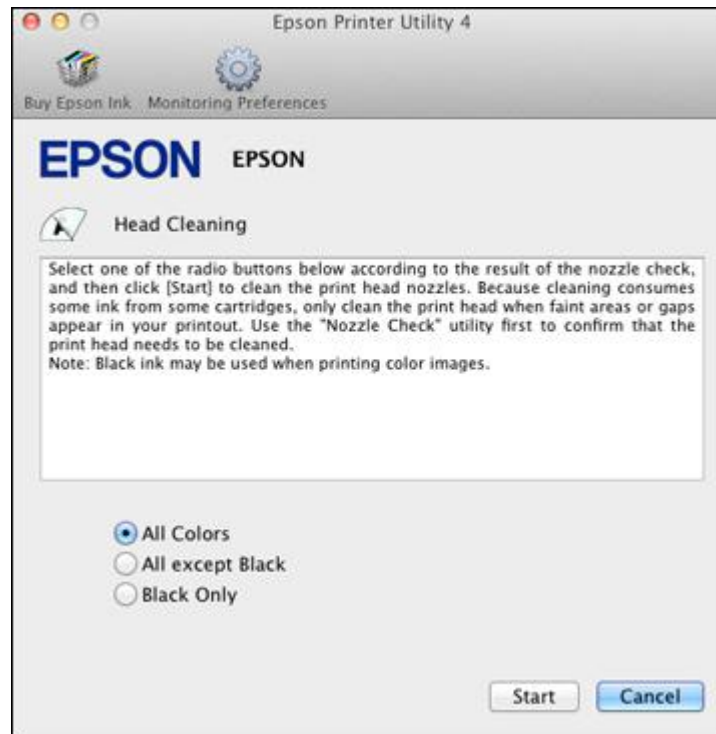 Epson Printer Utility 4
Buy Epson Ink Monitoring Preferences
EPSON EPSON
Head Cleaning
Select one of the radio buttons below according to the result of the nozzle check,
and then click [Start] to clean the print head nozzles. Because cleaning consumes
some ink from some cartridges, only clean the print head when faint areas or gaps
appear in your printout. Use the "Nozzle Check" utility first to confirm that the
print head needs to be cleaned.
Note: Black ink may be used when printing color images.
All Colors
All except Black
Black Only
Start Cancel